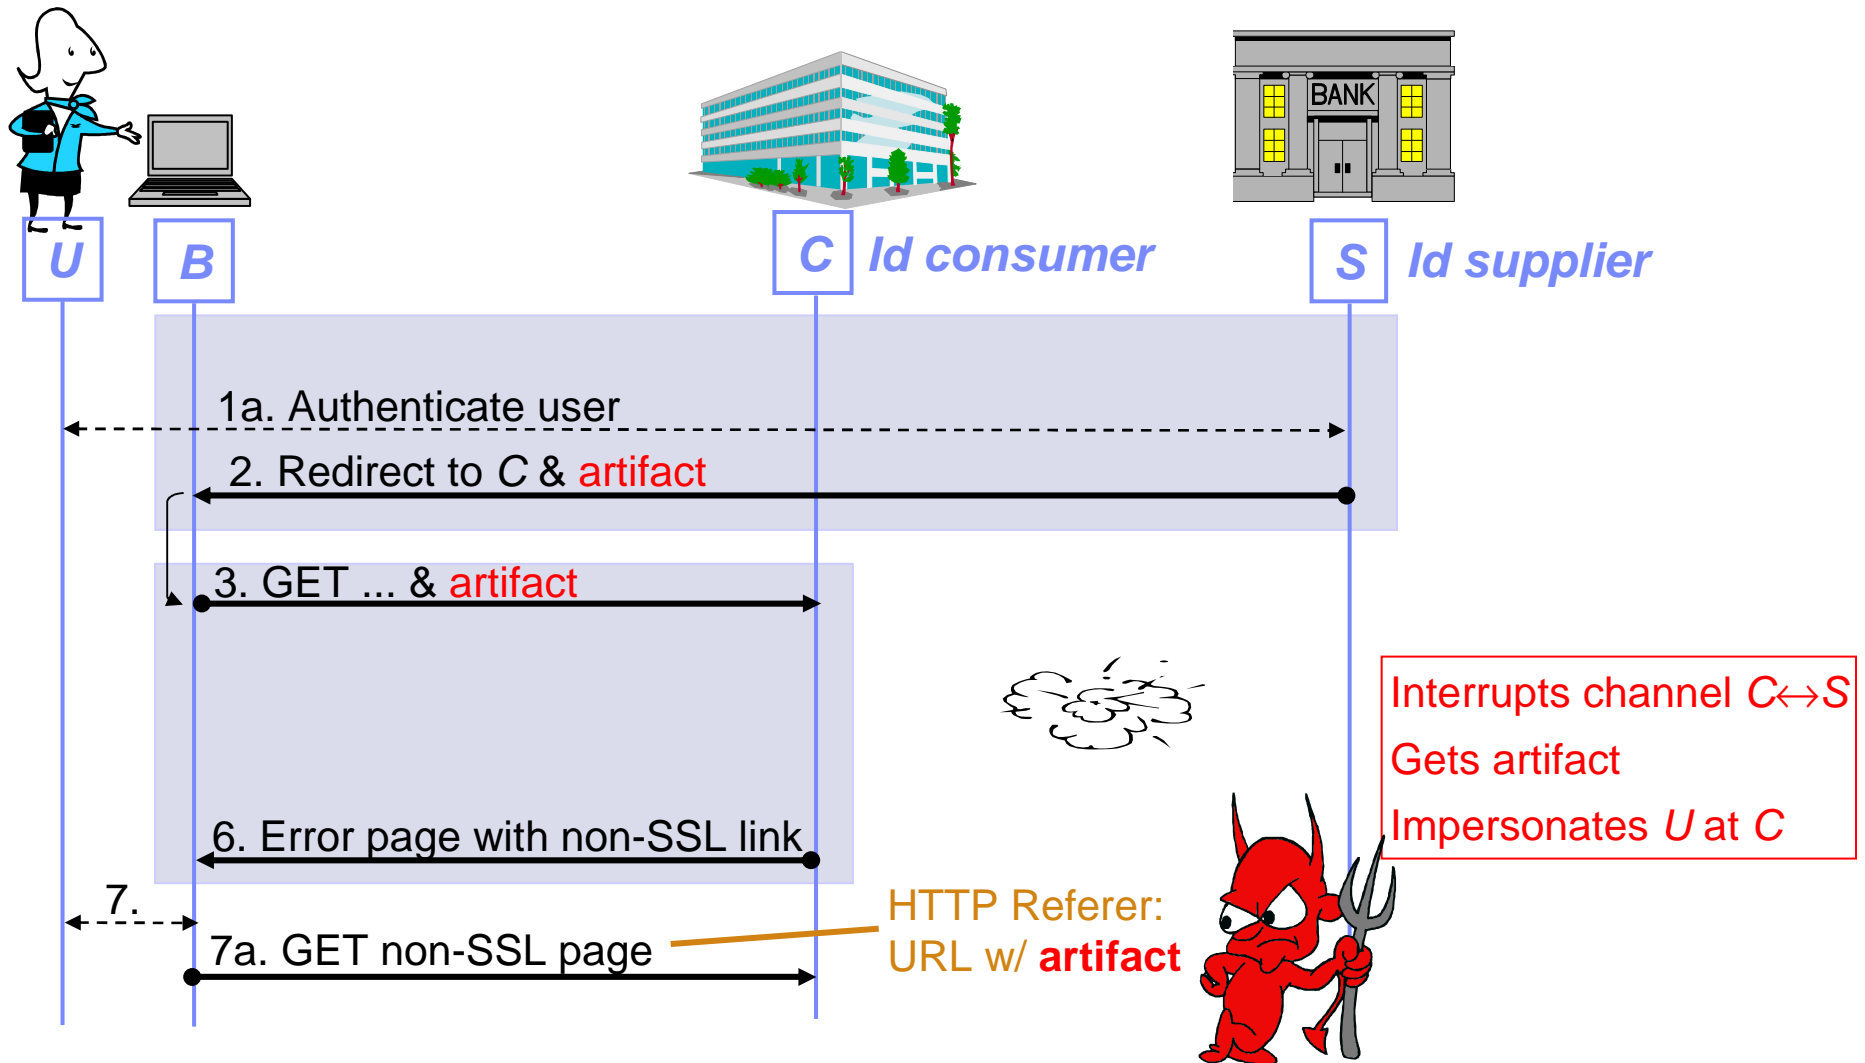 BANK
U
B
C
Id consumer
S
Id supplier
1a. Authenticate user
2. Redirect to C & artifact
3. GET ... & artifact
Interrupts channel C↔S
Gets artifact
Impersonates U at C
6. Error page with non-SSL link
7.
HTTP Referer:
URL w/ artifact
7a. GET non-SSL page